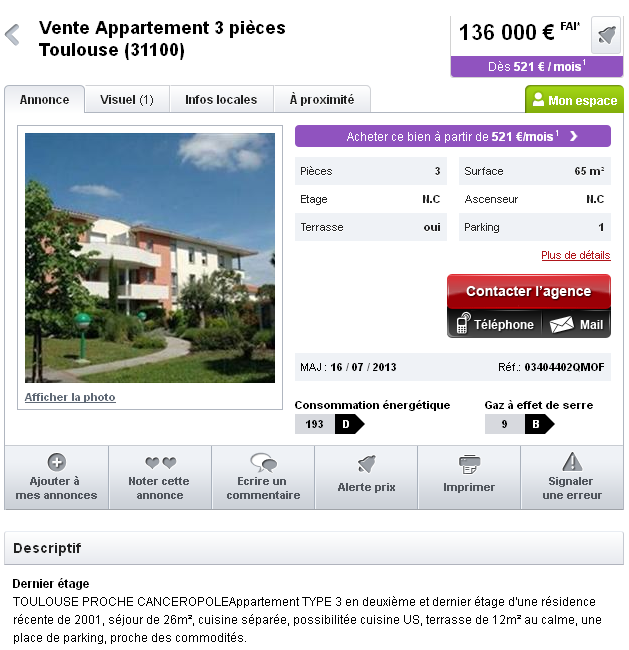 Vente Appartement 3 pièces
Toulouse (31100)
136 000 € FAI*
Dès 521 € / mois1
Annonce
Visuel (1)
Infos locales
À proximité
Mon espace
Acheter ce bien à partir de 521 €/mois1
Pièces 3
Surface 65 m²
Etage N.C
Ascenseur N.C
Terrasse oui
Parking 1
Plus de détails
Contacter l'agence
Téléphone
Mail
MAJ : 16 / 07 / 2013
Réf.: 03404402QMOF
Afficher la photo
Consommation énergétique
Gaz à effet de serre
193 D
9 B
Ajouter à
mes annonces
Noter cette
annonce
Ecrire un
commentaire
Alerte prix
Imprimer
Signaler
une erreur
Descriptif
Dernier étage
TOULOUSE PROCHE CANCEROPOLEAppartement TYPE 3 en deuxième et dernier étage d'une résidence
récente de 2001, séjour de 26m², cuisine séparée, possibilitée cuisine US, terrasse de 12m² au calme, une
place de parking, proche des commodités.